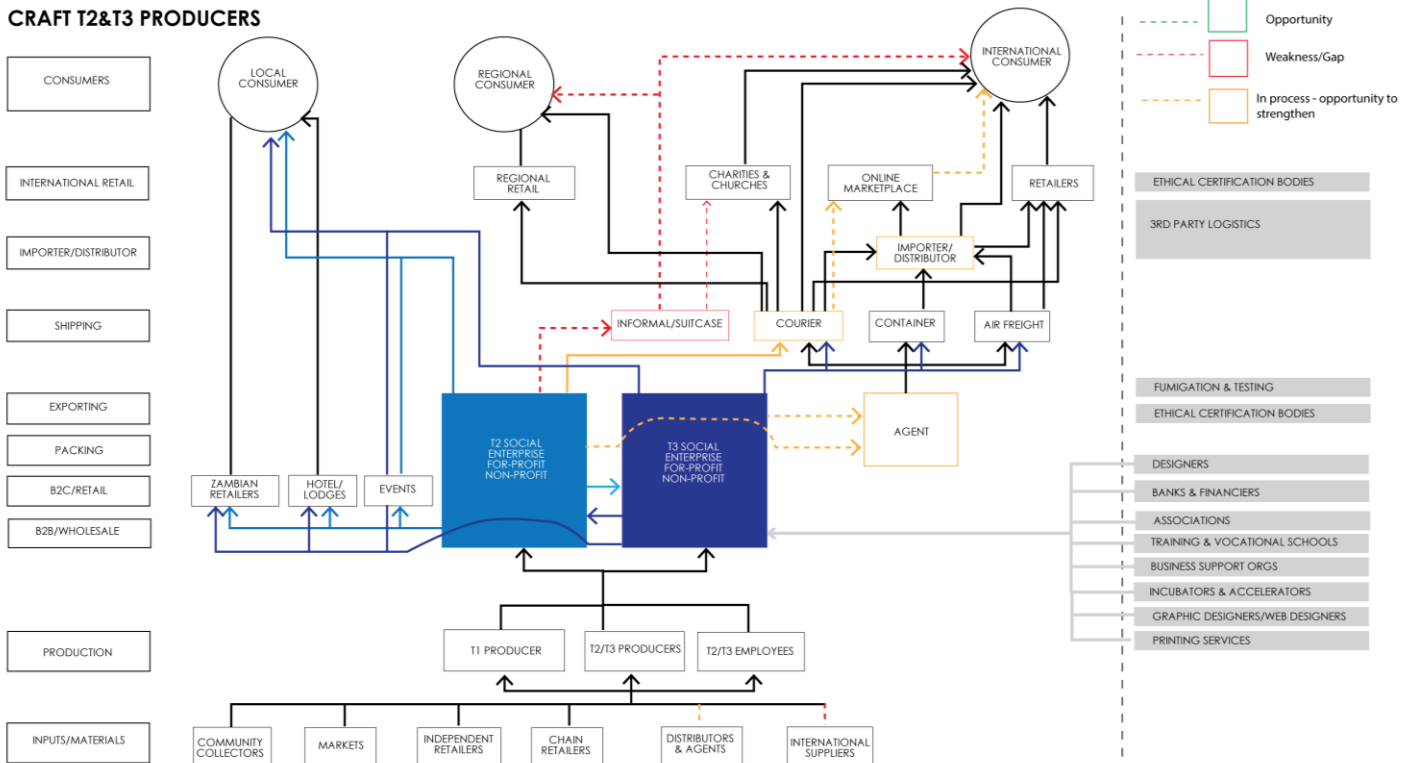 CRAFT T2&T3 PRODUCERS
Opportunity
Weakness/Gap
In process - opportunity to
strengthen
CONSUMERS
LOCAL
CONSUMER
REGIONAL
CONSUMER
INTERNATIONAL
CONSUMER
INTERNATIONAL RETAIL
REGIONAL
RETAIL
CHARITIES &
CHURCHES
ONLINE
MARKETPLACE
RETAILERS
ETHICAL CERTIFICATION BODIES
3RD PARTY LOGISTICS
IMPORTER/DISTRIBUTOR
IMPORTER/
DISTRIBUTOR
SHIPPING
INFORMAL/SUITCASE
COURIER
CONTAINER
AIR FREIGHT
FUMIGATION & TESTING
EXPORTING
ETHICAL CERTIFICATION BODIES
AGENT
PACKING
T2 SOCIAL
ENTERPRISE
FOR-PROFIT
NON-PROFIT
T3 SOCIAL
ENTERPRISE
FOR-PROFIT
NON-PROFIT
DESIGNERS
B2C/RETAIL
ZAMBIAN
RETAILERS
HOTEL/
LODGES
EVENTS
BANKS & FINANCIERS
B2B/WHOLESALE
ASSOCIATIONS
TRAINING & VOCATIONAL SCHOOLS
BUSINESS SUPPORT ORGS
INCUBATORS & ACCELERATORS
GRAPHIC DESIGNERS/WEB DESIGNERS
PRINTING SERVICES
PRODUCTION
T1 PRODUCER
T2/T3 PRODUCERS
T2/T3 EMPLOYEES
INPUTS/MATERIALS
COMMUNITY
COLLECTORS
MARKETS
INDEPENDENT
RETAILERS
CHAIN
RETAILERS
DISTRIBUTORS
& AGENTS
INTERNATIONAL
SUPPLIERS